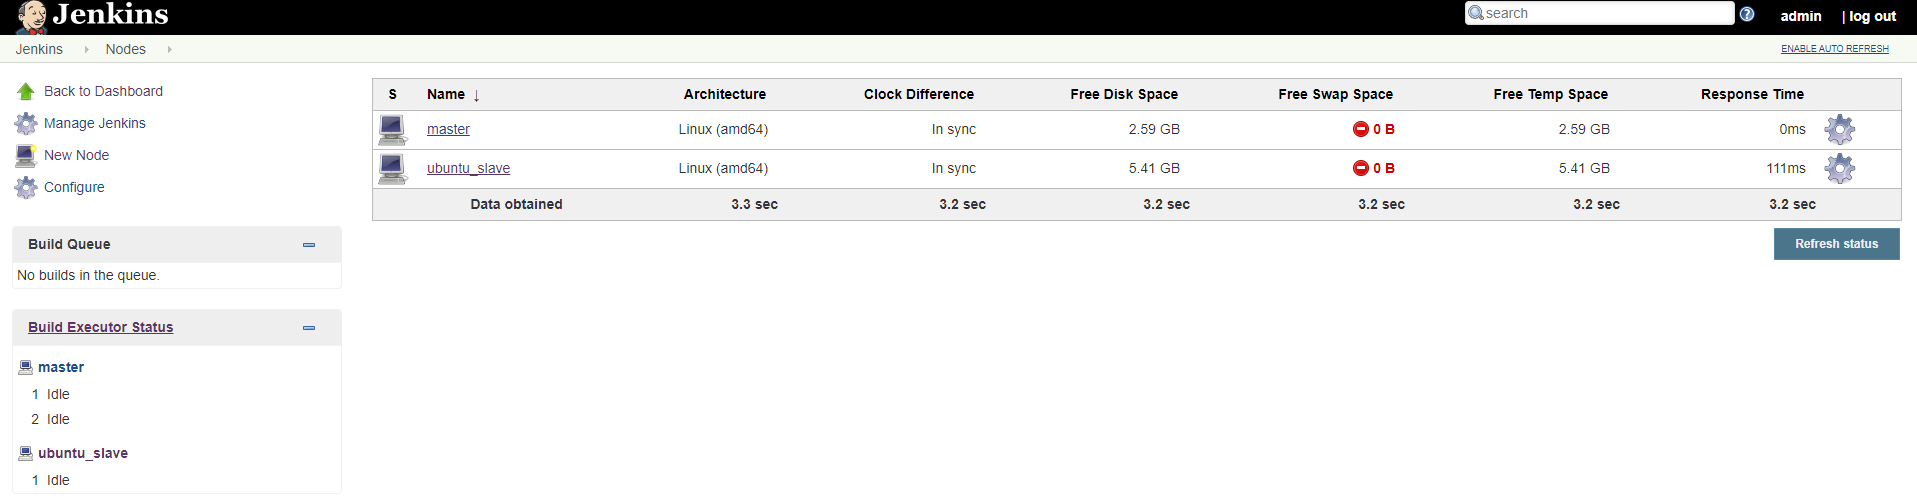 Jenkins
search
admin
| log out
Jenkins
Nodes
ENABLE AUTO REFRESH
Back to Dashboard
Manage Jenkins
New Node
Configure
Build Queue
No builds in the queue.
Build Executor Status
master
1 Idle
2 Idle
ubuntu_slave
1 Idle
S Name ↓ Architecture Clock Difference Free Disk Space Free Swap Space Free Temp Space Response Time
master Linux (amd64) In sync 2.59 GB 0 B 2.59 GB 0ms
ubuntu_slave Linux (amd64) In sync 5.41 GB 0 B 5.41 GB 111ms
Data obtained 3.3 sec 3.2 sec 3.2 sec 3.2 sec 3.2 sec 3.2 sec
Refresh status